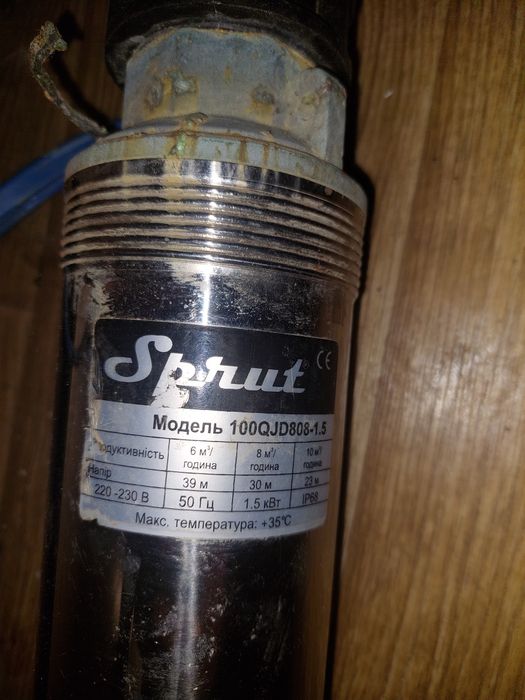 Sprut CE
Модель 100QJD808-1.5
родуктивність 6 м³/година 8 м³/година 10 м³/година
Напір 39 м 30 м 23 м
220-230 В 50 Гц 1.5 кВт IP68
Макс. температура: +35°C